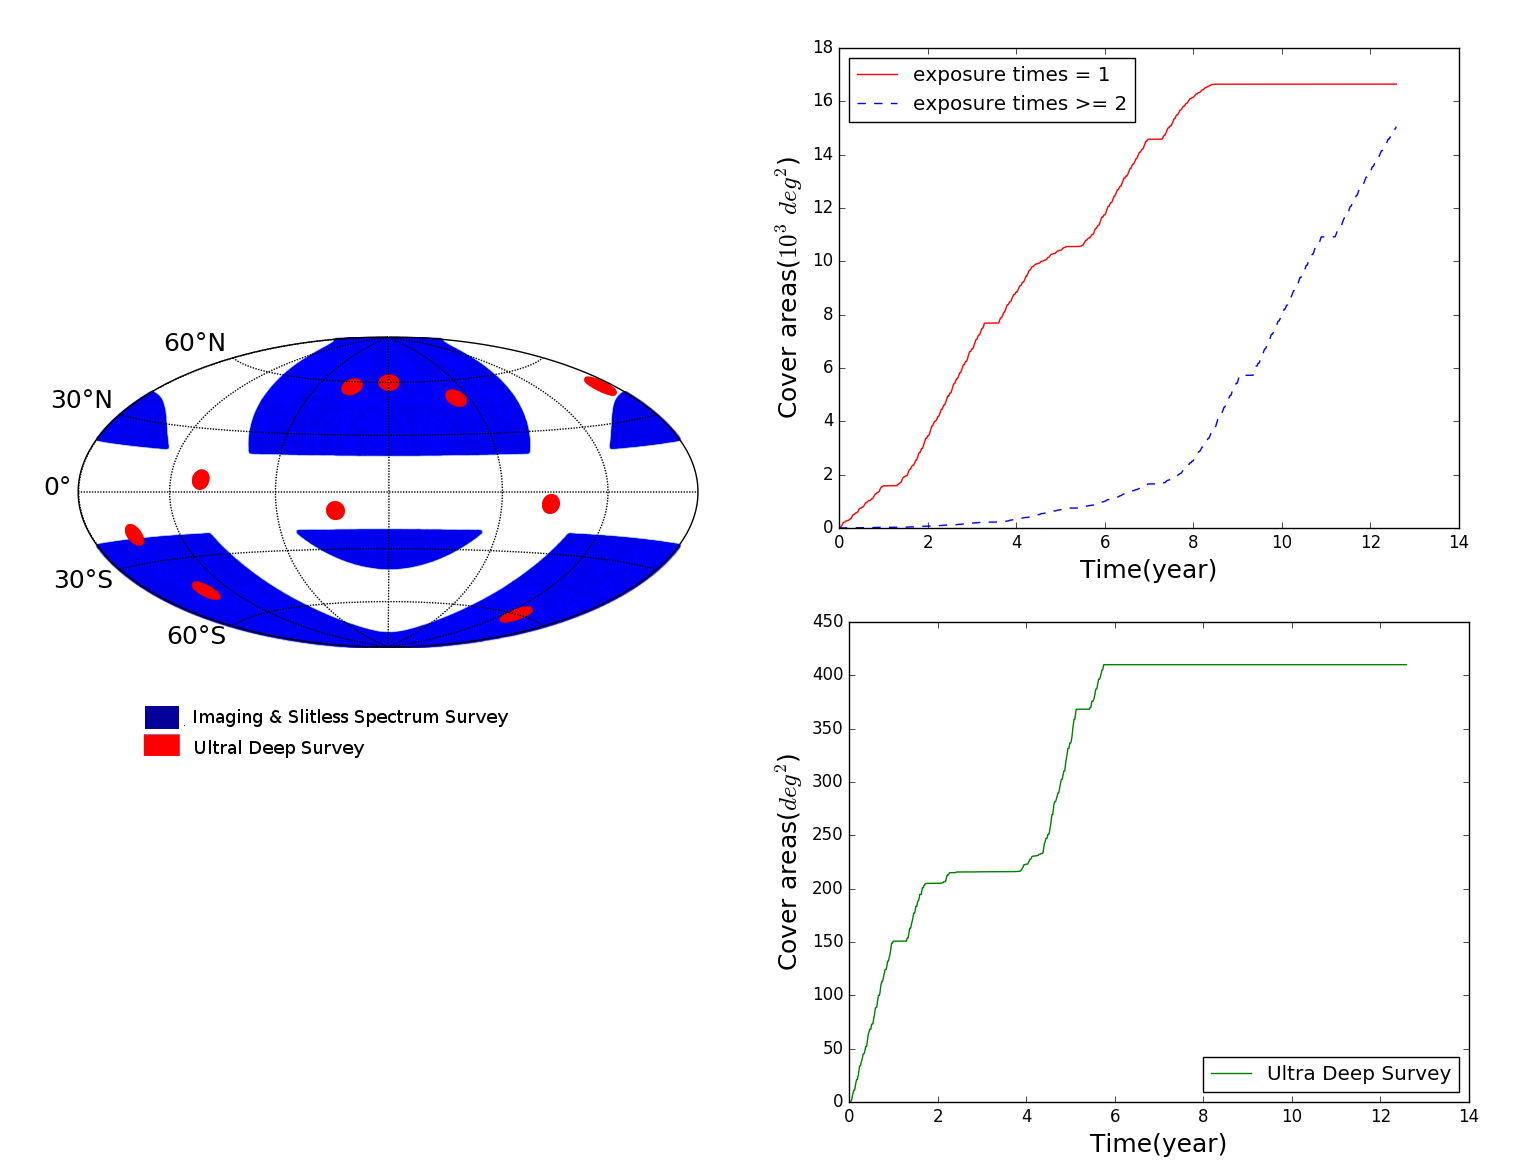 60°N
30°N
0°
30°S
60°S
Imaging & Slitless Spectrum Survey
Ultral Deep Survey
18
16
14
12
10
8
6
4
2
0
Cover areas(10³ deg²)
exposure times = 1
exposure times >= 2
0 2 4 6 8 10 12 14
Time(year)
450
400
350
300
250
200
150
100
50
0
Cover areas(deg²)
Ultra Deep Survey
0 2 4 6 8 10 12 14
Time(year)